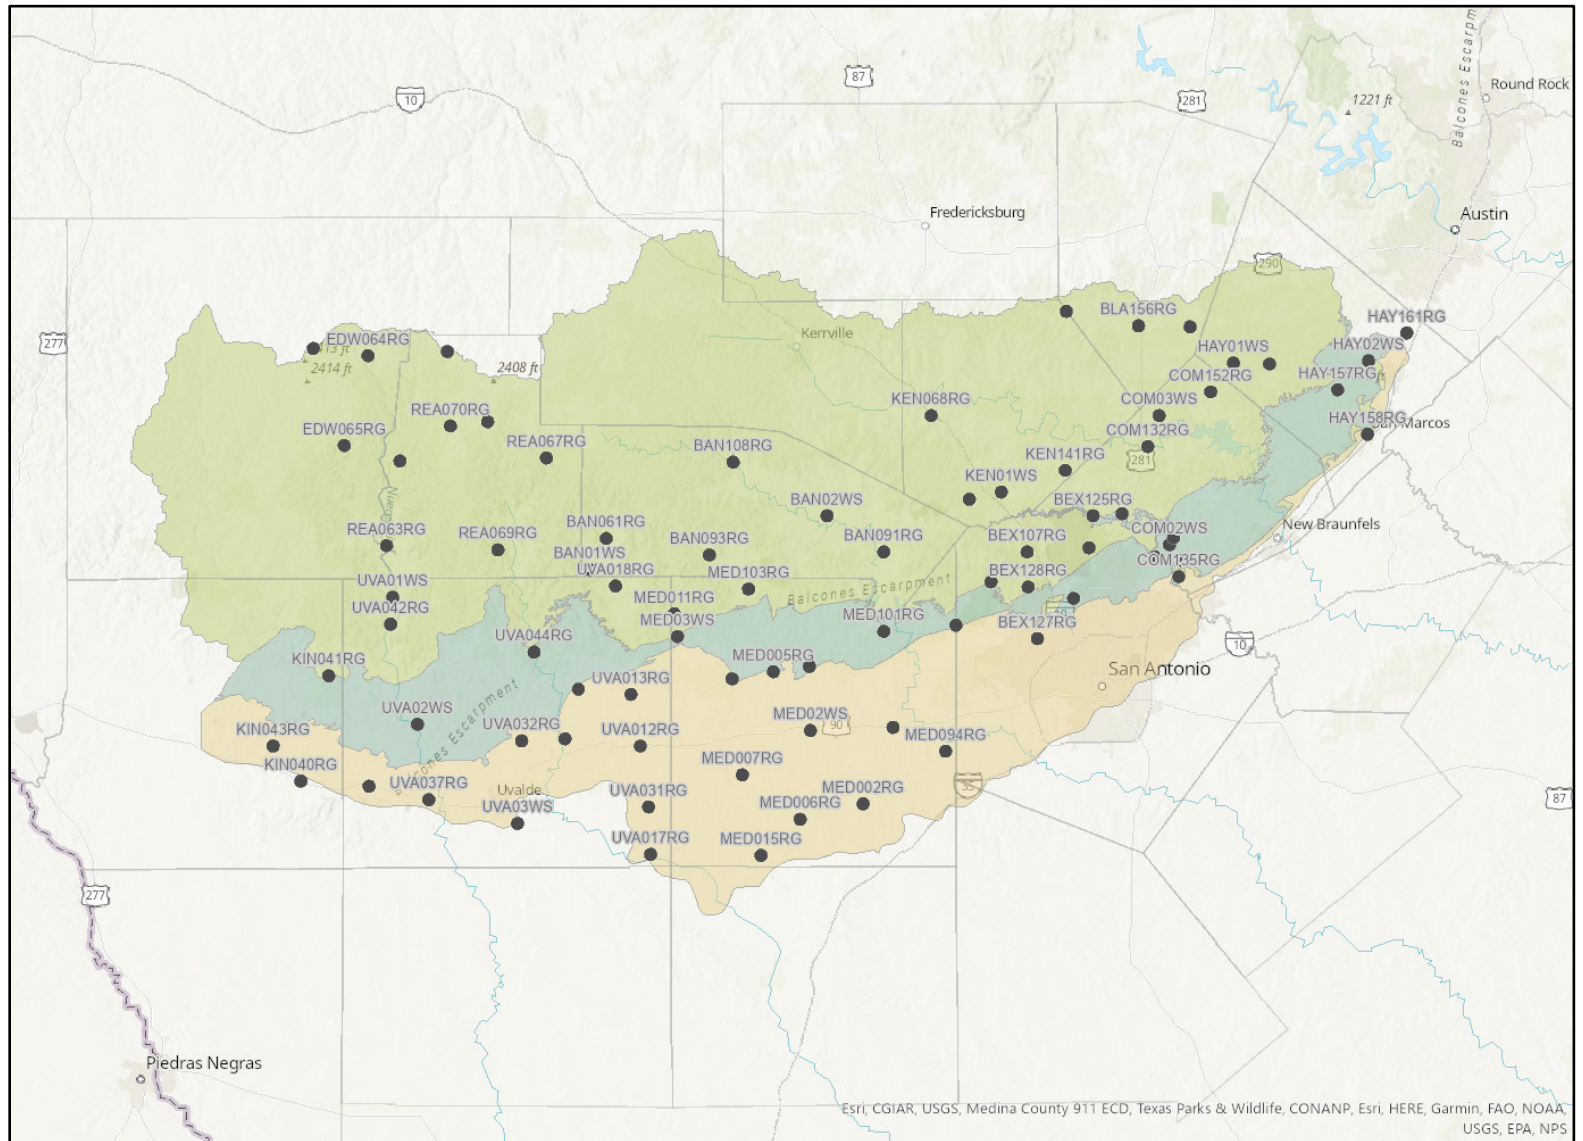 87
10
281
1221 ft
Round Rock
Balcones Escarpm
Fredericksburg
Austin
290
277
Kerrville
BLA156RG
HAY161RG
EDW064RG
HAY01WS
HAY02WS
2414 ft
2408 ft
COM152RG
HAY157RG
REA070RG
KEN068RG
COM03WS
EDW065RG
HAY158RG
San Marcos
REA067RG
BAN108RG
COM132RG
281
KEN141RG
KEN01WS
BAN02WS
BEX125RG
REA063RG
REA069RG
BAN061RG
BAN093RG
BAN091RG
BEX107RG
COM02WS
New Braunfels
BAN01WS
COM135RG
UVA01WS
UVA018RG
MED103RG
BEX128RG
Balcones Escarpment
UVA042RG
MED011RG
MED03WS
MED101RG
BEX127RG
UVA044RG
10
KIN041RG
MED005RG
San Antonio
UVA013RG
UVA02WS
MED02WS
90
KIN043RG
UVA032RG
UVA012RG
MED094RG
Balcones Escarpment
KIN040RG
MED007RG
UVA037RG
Uvalde
UVA031RG
MED002RG
35
87
UVA03WS
MED006RG
UVA017RG
MED015RG
277
Piedras Negras
Esri, CGIAR, USGS, Medina County 911 ECD, Texas Parks & Wildlife, CONANP, Esri, HERE, Garmin, FAO, NOAA,
USGS, EPA, NPS